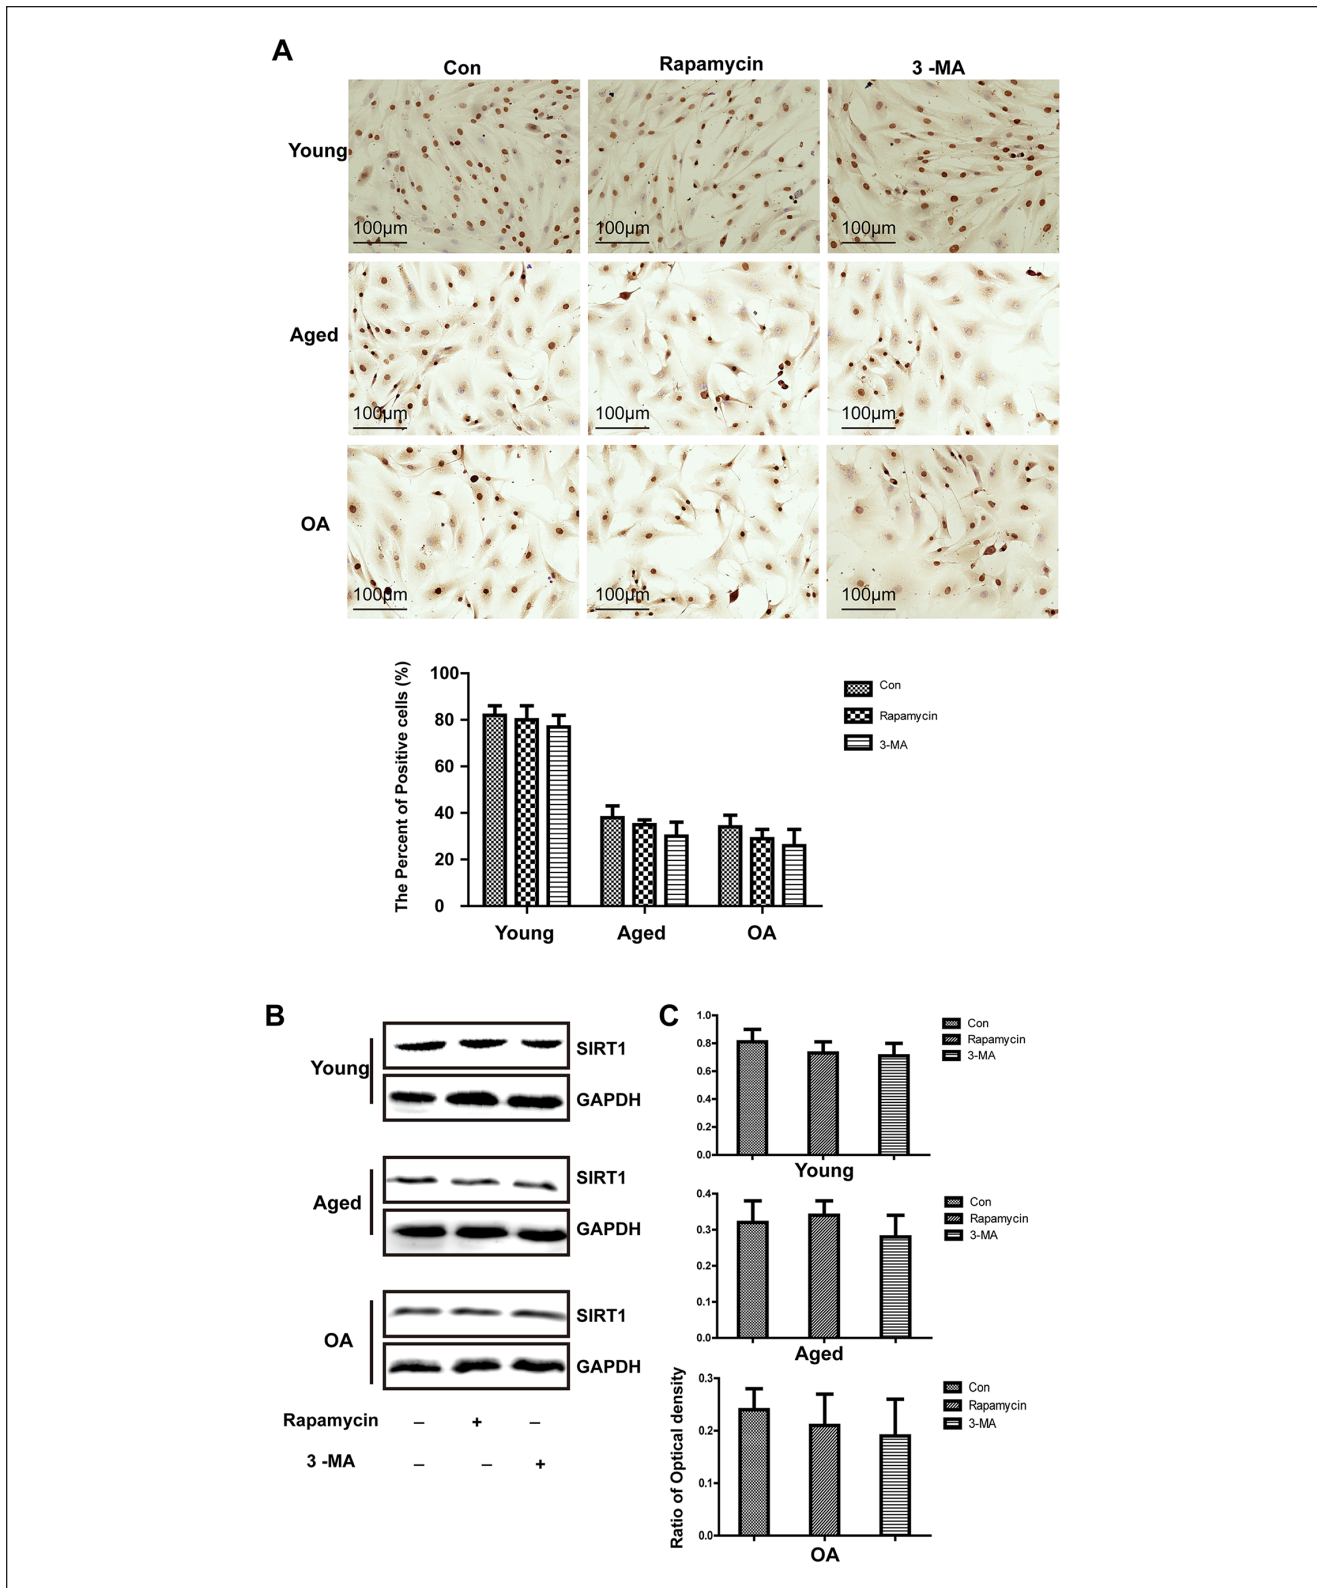 A
Con
Rapamycin
3 -MA
Young
100μm
100μm
100μm
Aged
100μm
100μm
100μm
OA
100μm
100μm
100μm
The Percent of Positive cells (%)
100
80
60
40
20
0
Young
Aged
OA
Con
Rapamycin
3-MA
B
Young
SIRT1
GAPDH
Aged
SIRT1
GAPDH
OA
SIRT1
GAPDH
Rapamycin – + –
3 -MA – – +
C
1.0
0.8
0.6
0.4
0.2
0.0
Young
Con
Rapamycin
3-MA
0.4
0.3
0.2
0.1
0.0
Aged
Con
Rapamycin
3-MA
Ratio of Optical density
0.3
0.2
0.1
0.0
OA
Con
Rapamycin
3-MA